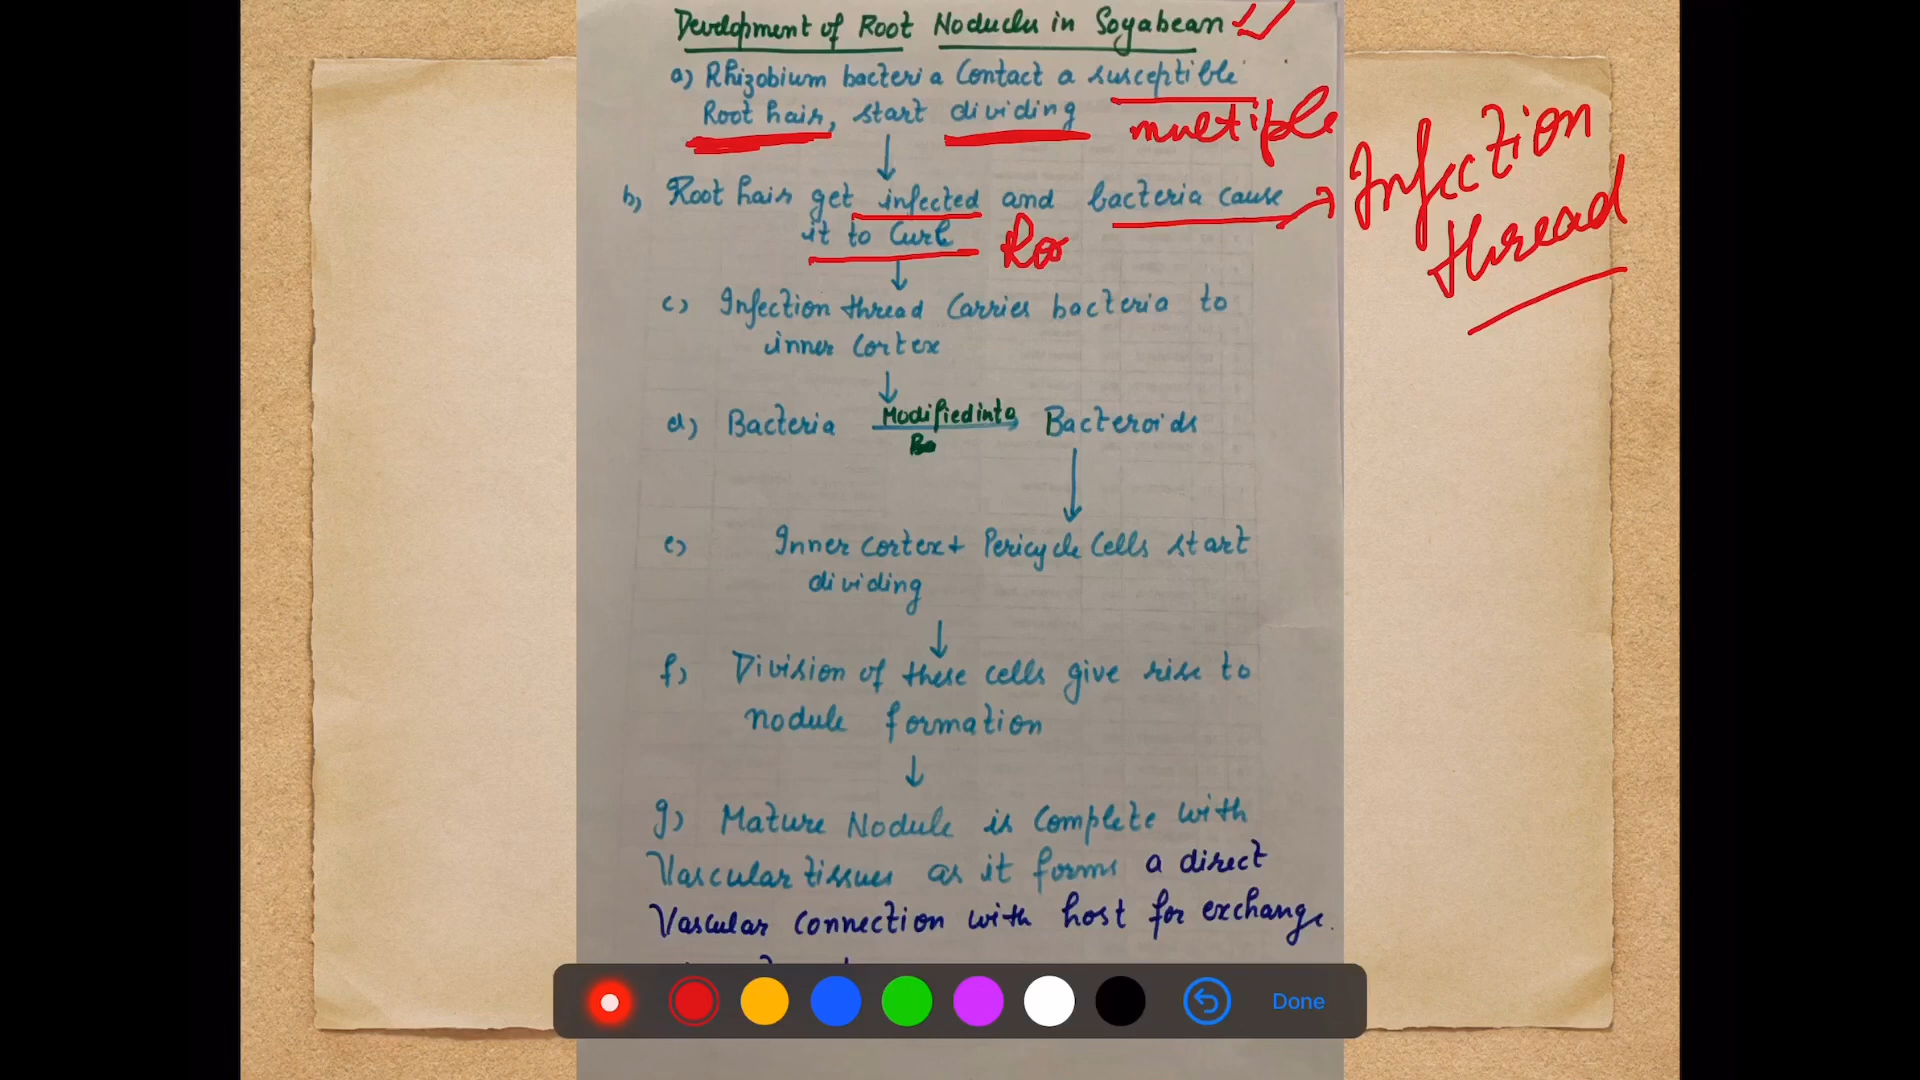 Development of Root Nodules in Soyabean
a) Rhizobium bacteria Contact a susceptible
Root hair, start dividing
multiple
b) Root hair get infected and bacteria cause
it to Curl
Roo
Infection
thread
c) Infection thread Carries bacteria to
inner Cortex
d) Bacteria Modified into Bacteroids
Ba
e) Inner cortex + Pericycle Cells start
dividing
f) Division of these cells give rise to
nodule formation
g) Mature Nodule is Complete with
Vascular tissues as it forms a direct
Vascular connection with host for exchange
Done